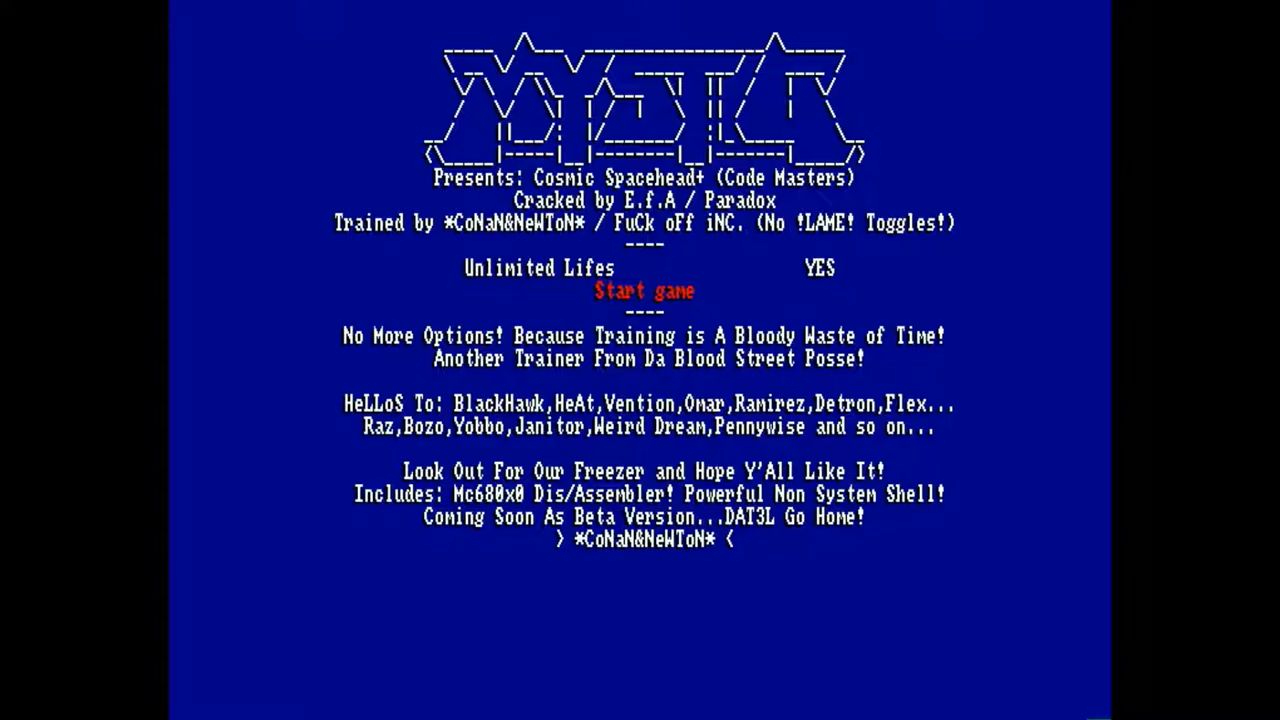 MYSTIC
Presents: Cosmic Spacehead+ (Code Masters)
Cracked by E.f.A / Paradox
Trained by *CoNaN&NeWToN* / FuCk oFf iNC. (No !LAME! Toggles!)
----
Unlimited Lifes YES
Start game
----
No More Options! Because Training is A Bloody Waste of Time!
Another Trainer From Da Blood Street Posse!
HeLLoS To: BlackHawk,HeAt,Vention,Omar,Ramirez,Detron,Flex...
Raz,Bozo,Yobbo,Janitor,Weird Dream,Pennywise and so on...
Look Out For Our Freezer and Hope Y'All Like It!
Includes: Mc680x0 Dis/Assembler! Powerful Non System Shell!
Coming Soon As Beta Version...DAT3L Go Home!
> *CoNaN&NeWToN* <